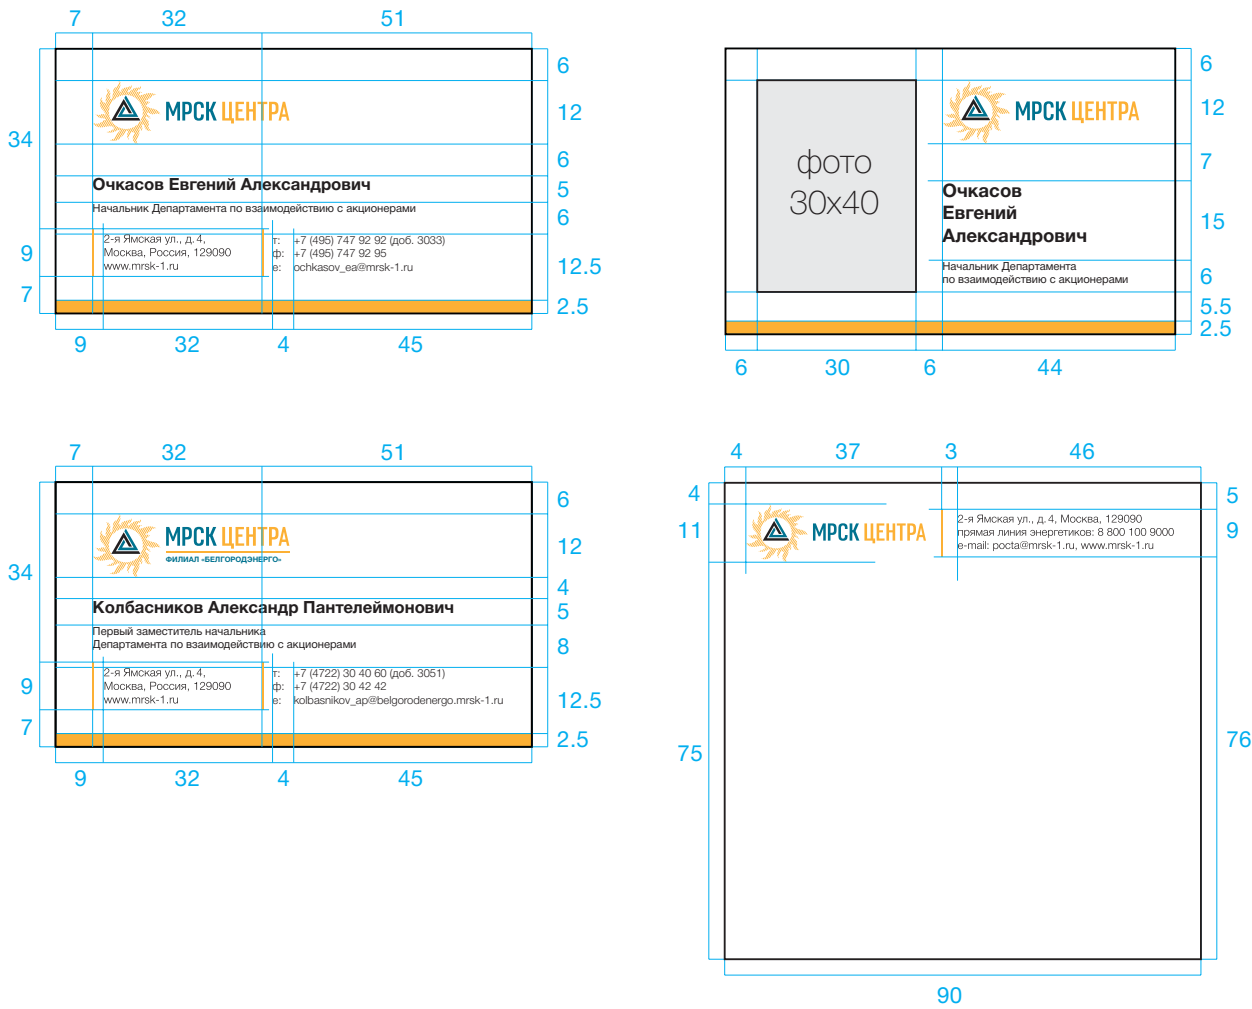 7 32 51
34
9
7
МРСК ЦЕНТРА
Очкасов Евгений Александрович
Начальник Департамента по взаимодействию с акционерами
2-я Ямская ул., д. 4,
Москва, Россия, 129090
www.mrsk-1.ru
т: +7 (495) 747 92 92 (доб. 3033)
ф: +7 (495) 747 92 95
e: ochkasov_ea@mrsk-1.ru
6
12
6
5
6
12.5
2.5
9 32 4 45
фото
30х40
МРСК ЦЕНТРА
Очкасов
Евгений
Александрович
Начальник Департамента
по взаимодействию с акционерами
6
12
7
15
6
5.5
2.5
6 30 6 44
7 32 51
34
9
7
МРСК ЦЕНТРА
ФИЛИАЛ «БЕЛГОРОДЭНЕРГО»
Колбасников Александр Пантелеймонович
Первый заместитель начальника
Департамента по взаимодействию с акционерами
2-я Ямская ул., д. 4,
Москва, Россия, 129090
www.mrsk-1.ru
т: +7 (4722) 30 40 60 (доб. 3051)
ф: +7 (4722) 30 42 42
e: kolbasnikov_ap@belgorodenergo.mrsk-1.ru
6
12
4
5
8
12.5
2.5
9 32 4 45
4 37 3 46
4
11
75
МРСК ЦЕНТРА
2-я Ямская ул., д. 4, Москва, 129090
прямая линия энергетиков: 8 800 100 9000
e-mail: pocta@mrsk-1.ru, www.mrsk-1.ru
5
9
76
90